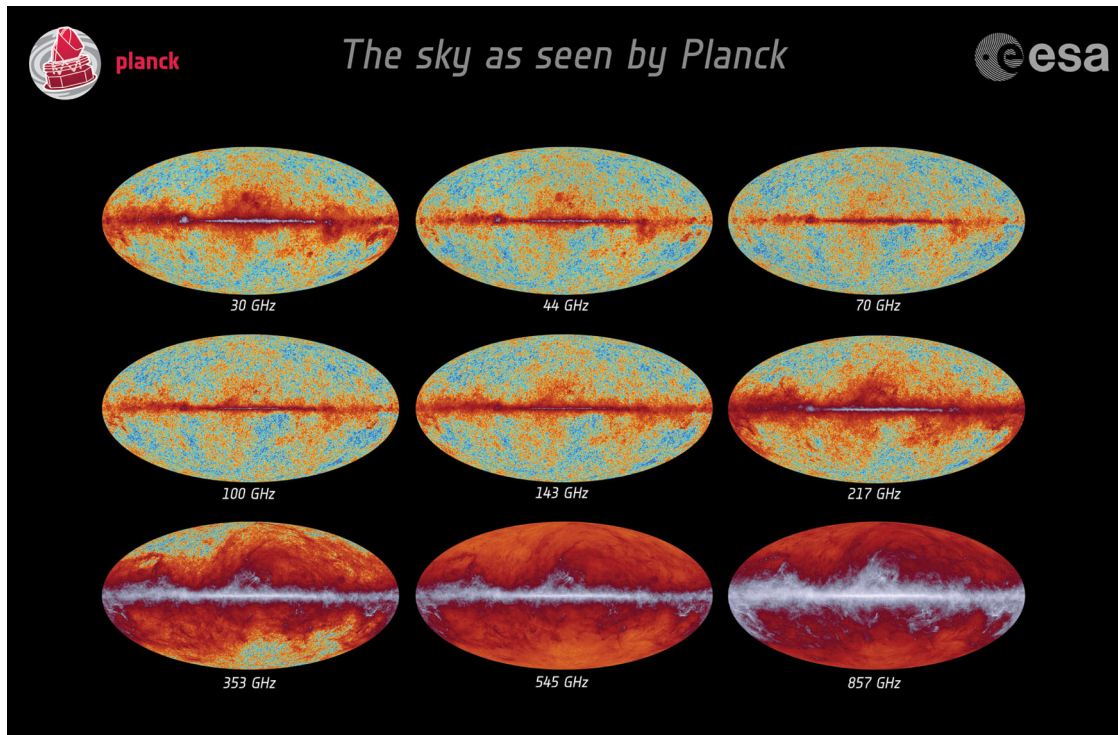 planck
The sky as seen by Planck
esa
30 GHz
44 GHz
70 GHz
100 GHz
143 GHz
217 GHz
353 GHz
545 GHz
857 GHz